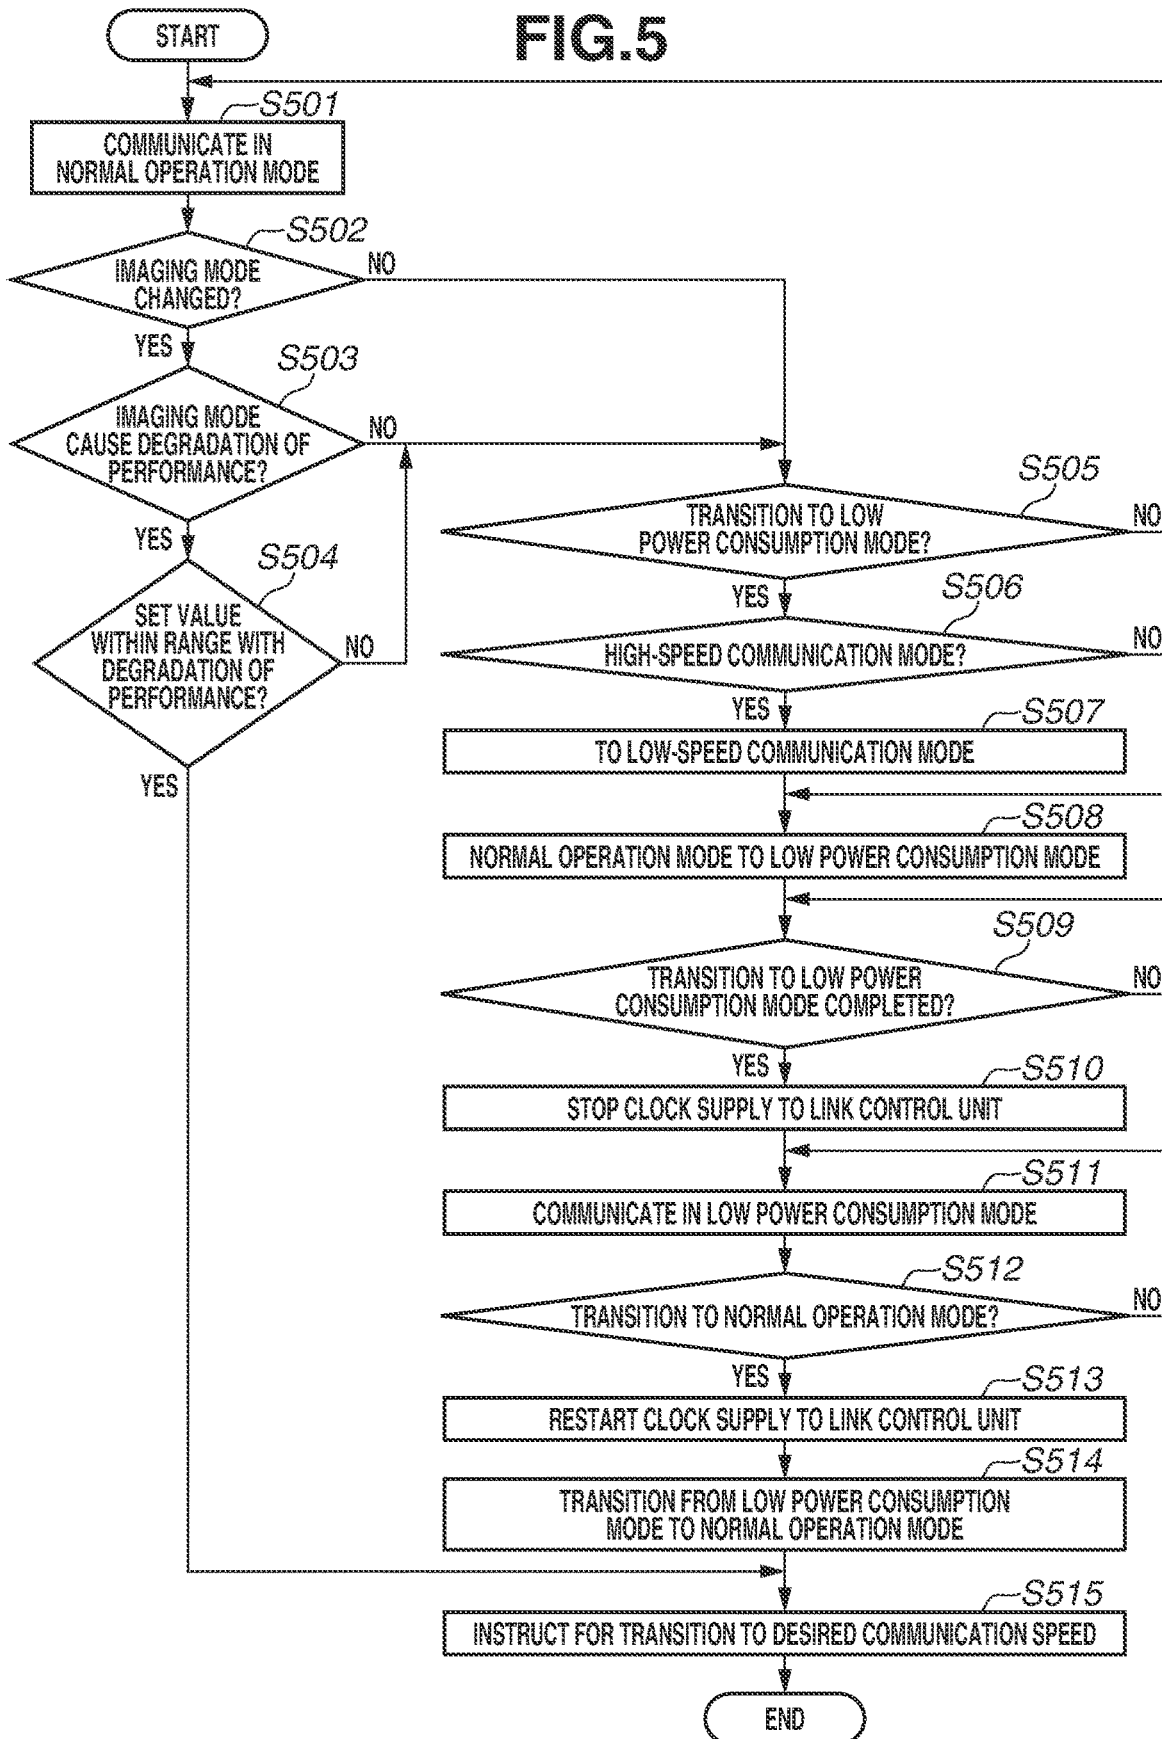 FIG.5
START
S501
COMMUNICATE IN
NORMAL OPERATION MODE
S502
IMAGING MODE
CHANGED?
NO
YES
S503
IMAGING MODE
CAUSE DEGRADATION OF
PERFORMANCE?
NO
YES
S504
SET VALUE
WITHIN RANGE WITH
DEGRADATION OF
PERFORMANCE?
NO
YES
S505
TRANSITION TO LOW
POWER CONSUMPTION MODE?
NO
YES
S506
HIGH-SPEED COMMUNICATION MODE?
NO
YES
S507
TO LOW-SPEED COMMUNICATION MODE
S508
NORMAL OPERATION MODE TO LOW POWER CONSUMPTION MODE
S509
TRANSITION TO LOW POWER
CONSUMPTION MODE COMPLETED?
NO
YES
S510
STOP CLOCK SUPPLY TO LINK CONTROL UNIT
S511
COMMUNICATE IN LOW POWER CONSUMPTION MODE
S512
TRANSITION TO NORMAL OPERATION MODE?
NO
YES
S513
RESTART CLOCK SUPPLY TO LINK CONTROL UNIT
S514
TRANSITION FROM LOW POWER CONSUMPTION
MODE TO NORMAL OPERATION MODE
S515
INSTRUCT FOR TRANSITION TO DESIRED COMMUNICATION SPEED
END